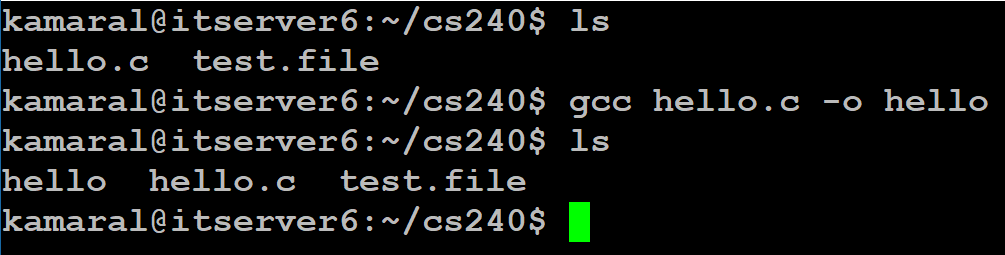 kamaral@itserver6:~/cs240$ ls
hello.c  test.file
kamaral@itserver6:~/cs240$ gcc hello.c -o hello
kamaral@itserver6:~/cs240$ ls
hello  hello.c  test.file
kamaral@itserver6:~/cs240$